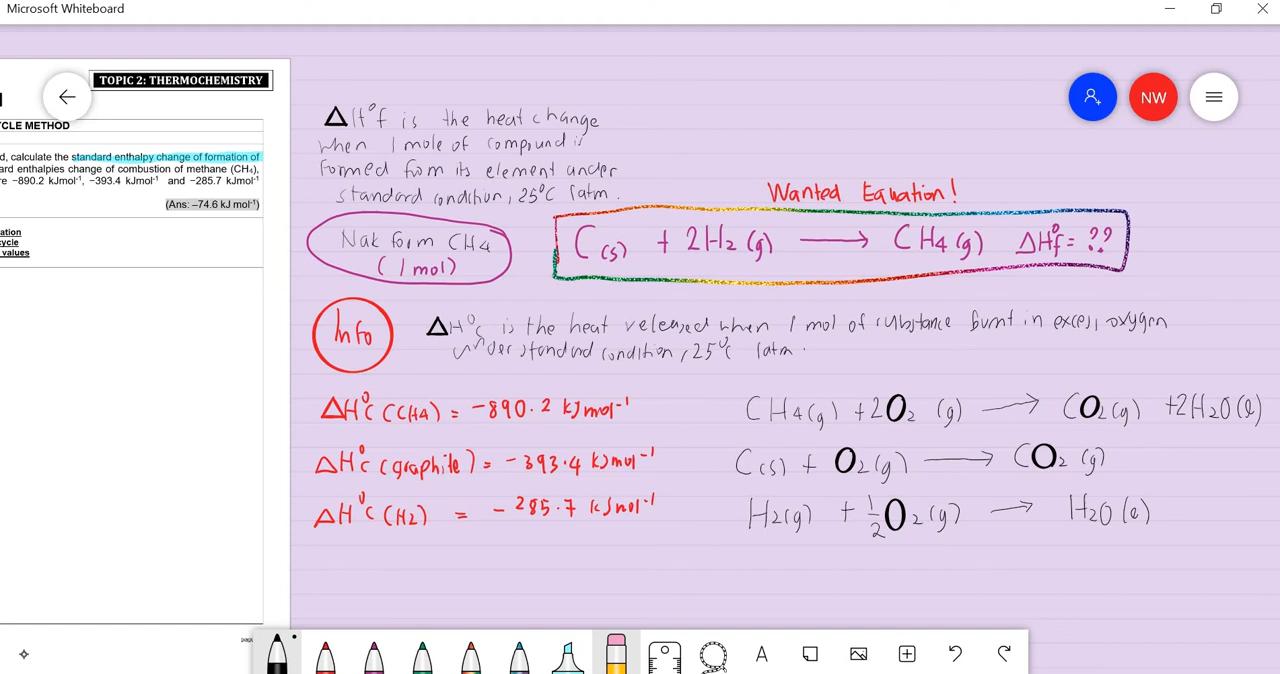 Microsoft Whiteboard
TOPIC 2: THERMOCHEMISTRY
NW
CYCLE METHOD
d, calculate the standard enthalpy change of formation of
ard enthalpies change of combustion of methane (CH₄),
re −890.2 kJmol⁻¹, −393.4 kJmol⁻¹ and −285.7 kJmol⁻¹
(Ans: −74.6 kJ mol⁻¹)
ation
cycle
values
ΔH°f is the heat change
when 1 mole of compound is
formed from its element under
standard condition, 25°C 1atm.
Wanted Equation!
Nak form CH4
(1 mol)
C(s) + 2H2(g) → CH4(g) ΔH°f = ??
Info
ΔH°c is the heat released when 1 mol of substance burnt in excess oxygen
under standard condition, 25°C 1atm.
ΔH°c (CH4) = -890.2 kJmol⁻¹ CH4(g) + 2O2 (g) → CO2(g) + 2H2O(l)
ΔH°c (graphite) = -393.4 kJmol⁻¹ C(s) + O2(g) → CO2 (g)
ΔH°c (H2) = -285.7 kJmol⁻¹ H2(g) + 1/2 O2(g) → H2O(l)
A